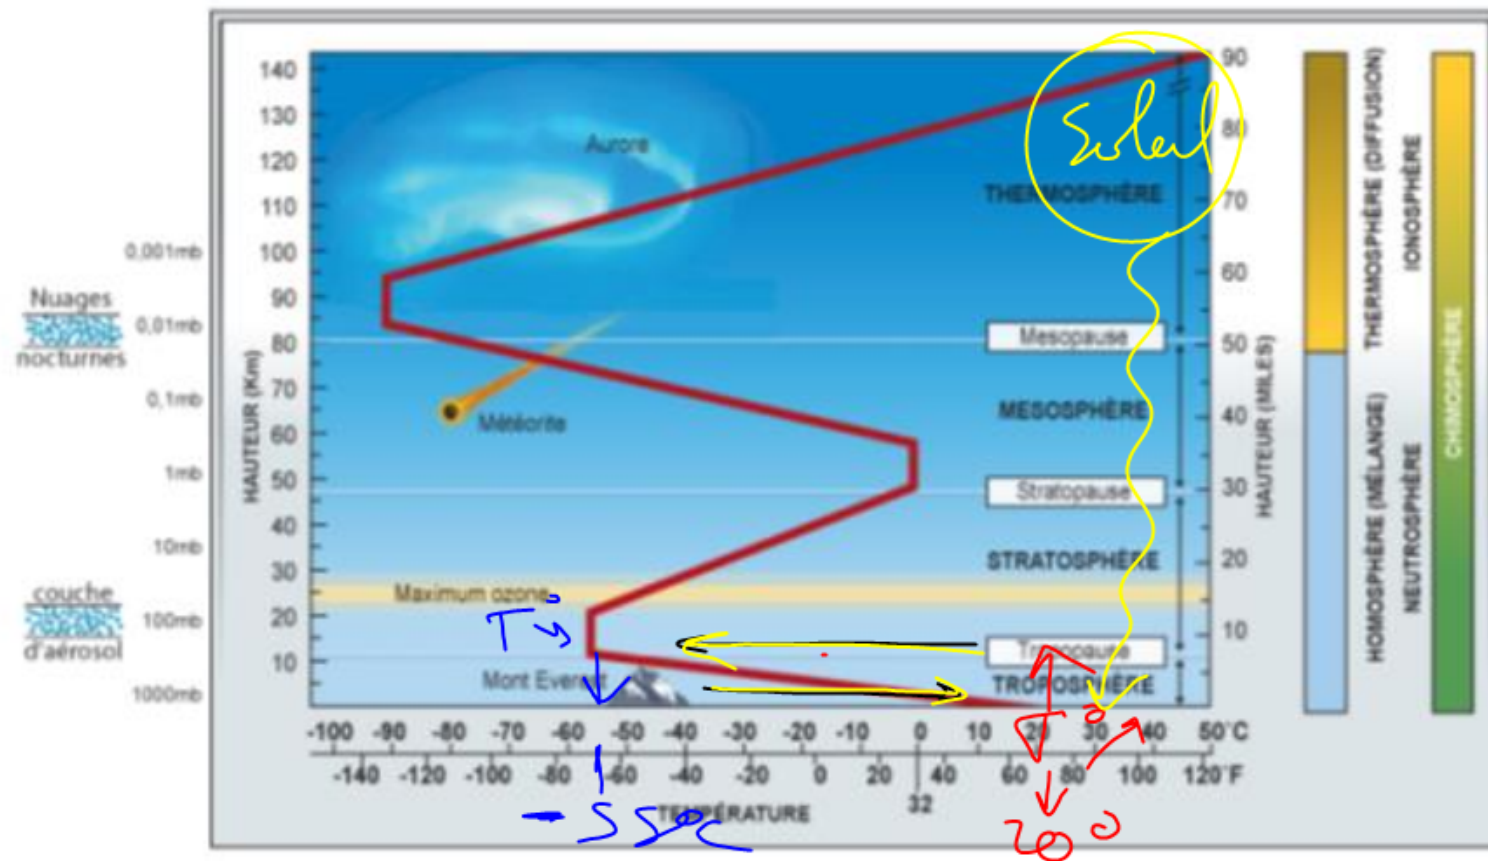 140
130
120
110
100
90
80
70
60
50
40
30
20
10
HAUTEUR (Km)
0,001mb
0,01mb
0,1mb
1mb
10mb
100mb
1000mb
Nuages
nocturnes
couche
d'aérosol
Aurore
Météorite
Maximum ozone
T°
Mont Everest
Soleil
THERMOSPHÈRE
Mesopause
MESOSPHÈRE
Stratopause
STRATOSPHÈRE
Tropopause
TROPOSPHÈRE
90
80
70
60
50
40
30
20
10
HAUTEUR (MILES)
THERMOSPHÈRE (DIFFUSION)
HOMOSPHÈRE (MÉLANGE)
IONOSPHÈRE
NEUTROSPHÈRE
CHIMOSPHÈRE
-100 -90 -80 -70 -60 -50 -40 -30 -20 -10 0 10 20 30 40 50°C
-140 -120 -100 -80 -60 -40 -20 0 20 40 60 80 100 120°F
32
TEMPÉRATURE
-55°C
20°